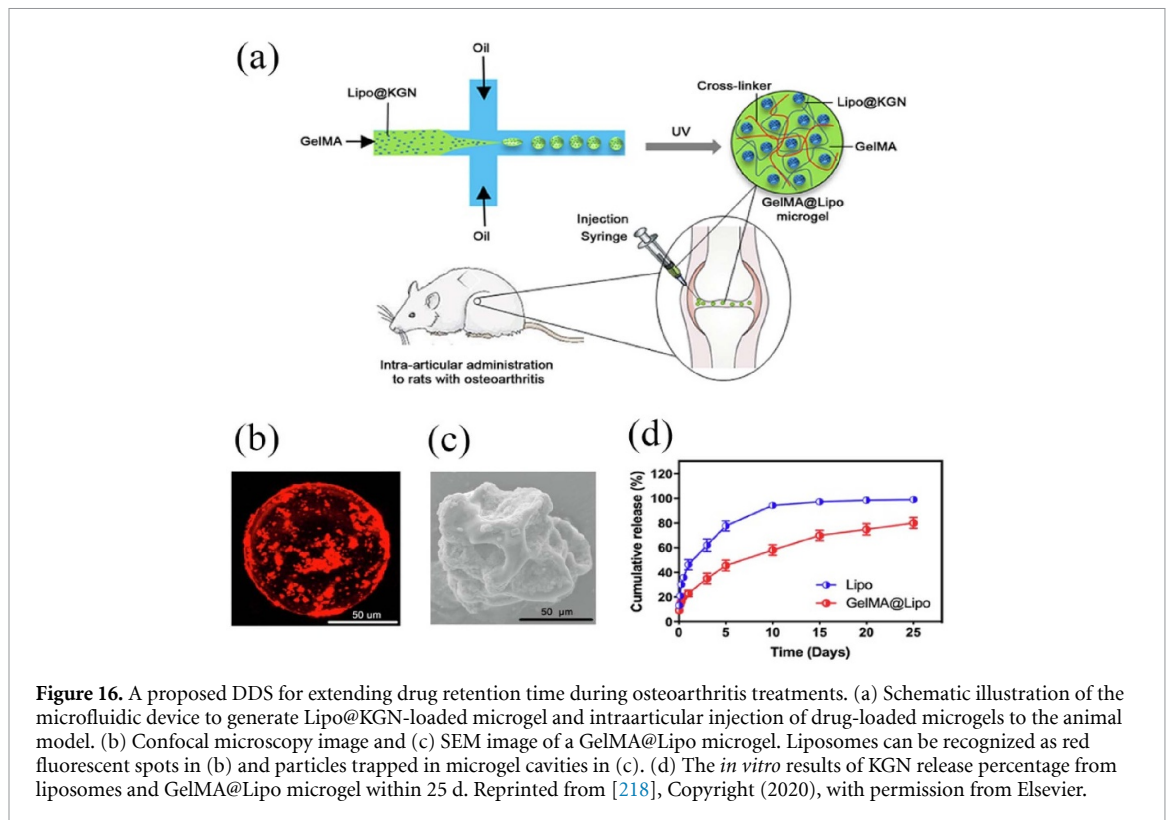 (a)
Oil
Lipo@KGN
GelMA
Oil
UV
Cross-linker
Lipo@KGN
GelMA
GelMA@Lipo
microgel
Injection
Syringe
Intra-articular administration
to rats with osteoarthritis
(b)
50 um
(c)
50 µm
(d)
Cumulative release (%)
120
100
80
60
40
20
0
Lipo
GelMA@Lipo
0 5 10 15 20 25
Time (Days)
Figure 16. A proposed DDS for extending drug retention time during osteoarthritis treatments. (a) Schematic illustration of the
microfluidic device to generate Lipo@KGN-loaded microgel and intraarticular injection of drug-loaded microgels to the animal
model. (b) Confocal microscopy image and (c) SEM image of a GelMA@Lipo microgel. Liposomes can be recognized as red
fluorescent spots in (b) and particles trapped in microgel cavities in (c). (d) The in vitro results of KGN release percentage from
liposomes and GelMA@Lipo microgel within 25 d. Reprinted from [218], Copyright (2020), with permission from Elsevier.